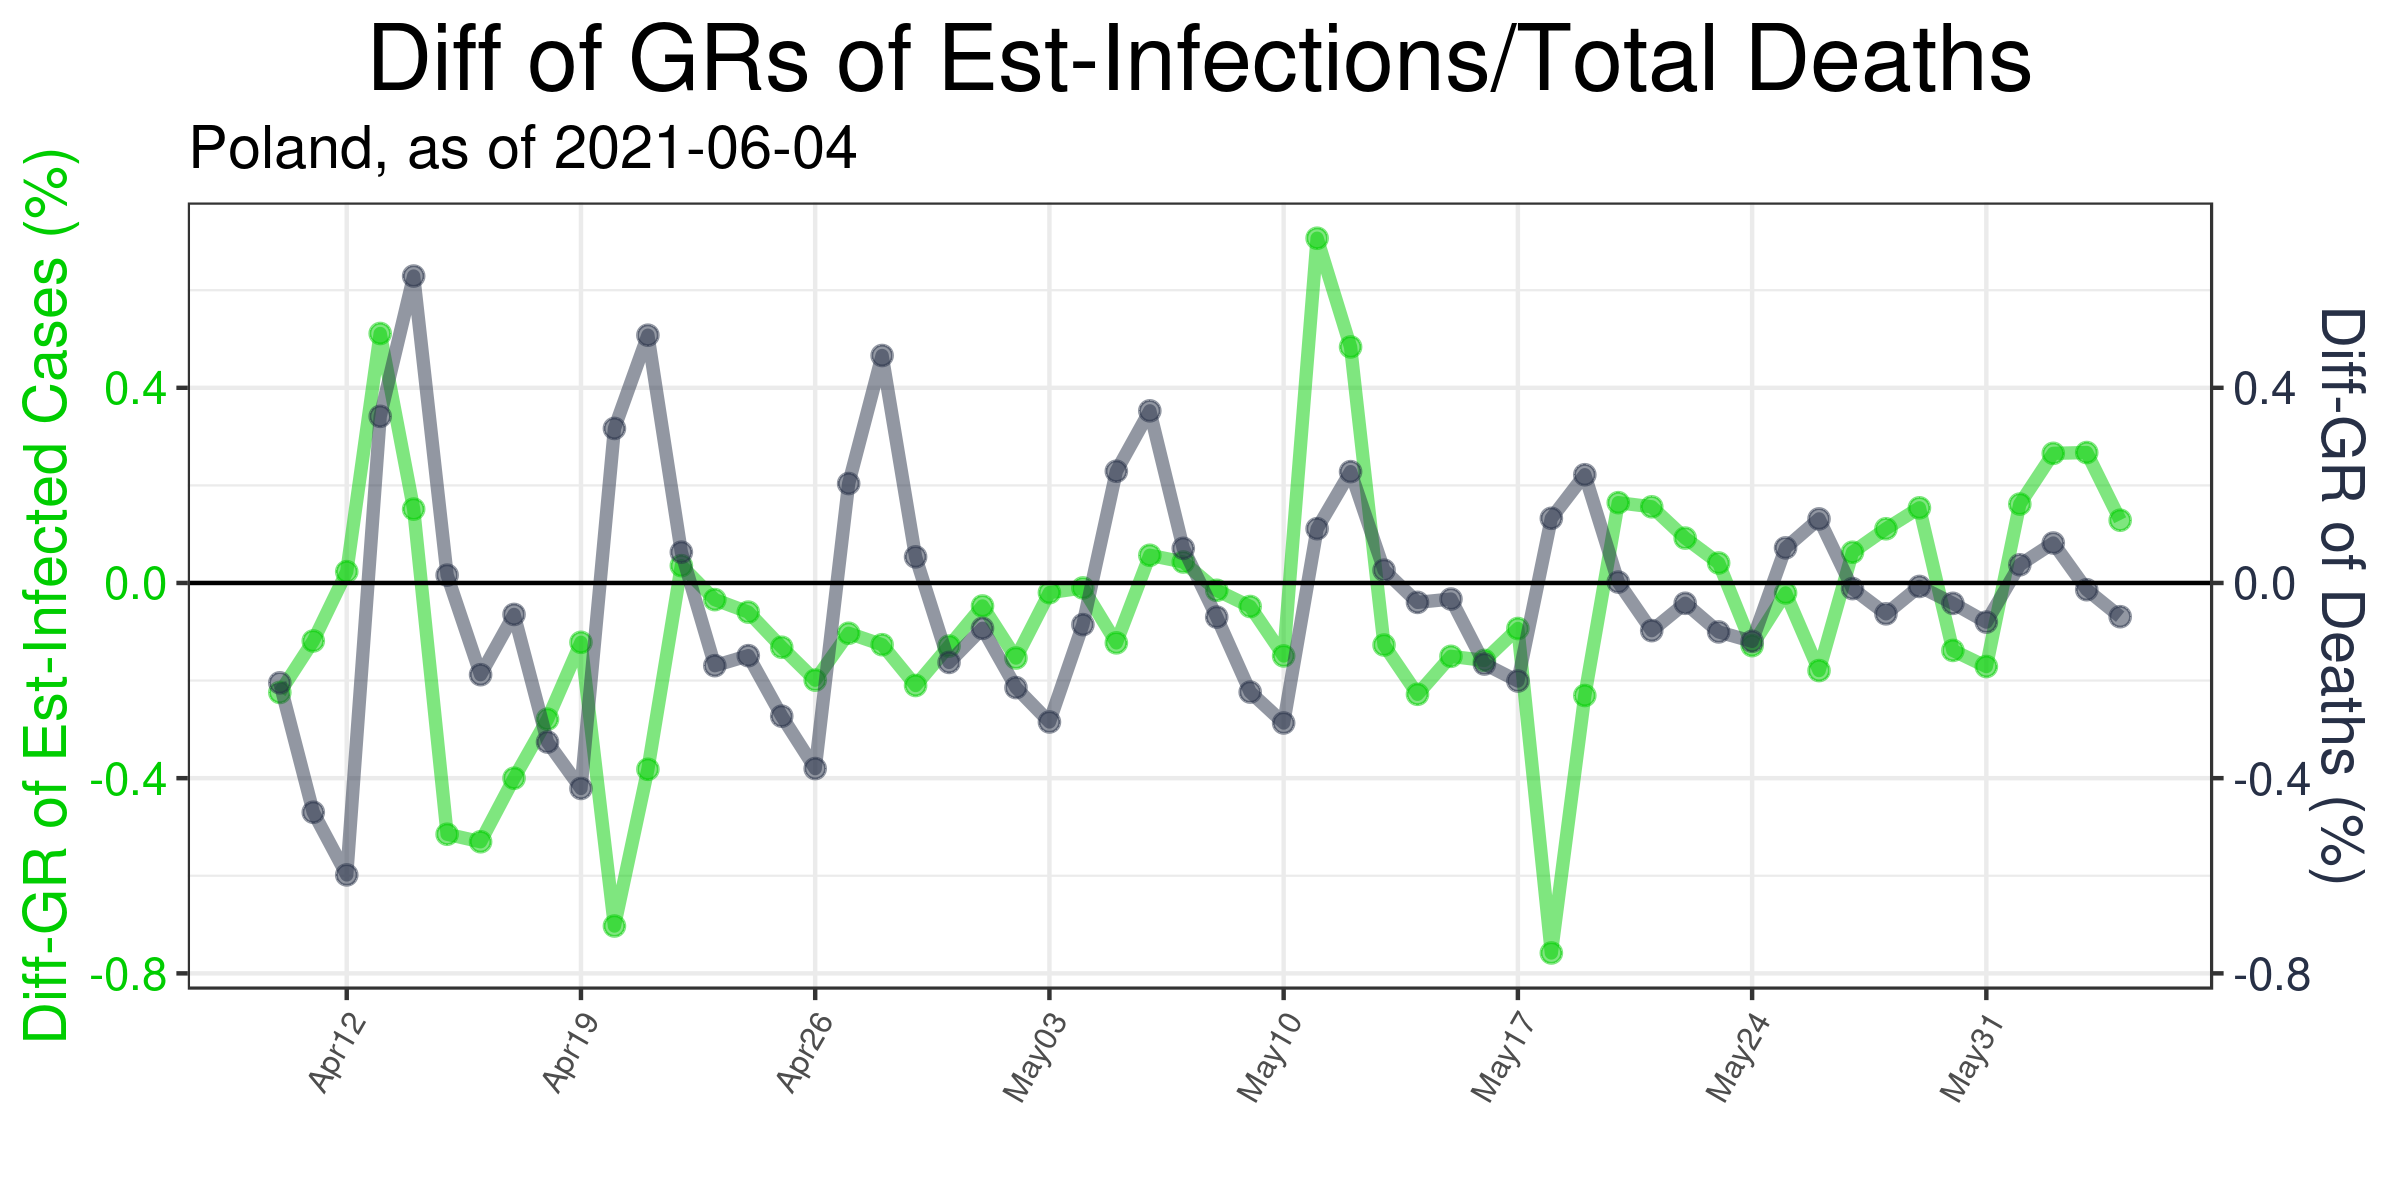 Diff of GRs of Est-Infections/Total Deaths
Poland, as of 2021-06-04
Diff-GR of Est-Infected Cases (%)
0.4
0.0
-0.4
-0.8
0.4
0.0
-0.4
-0.8
Diff-GR of Deaths (%)
Apr12
Apr19
Apr26
May03
May10
May17
May24
May31